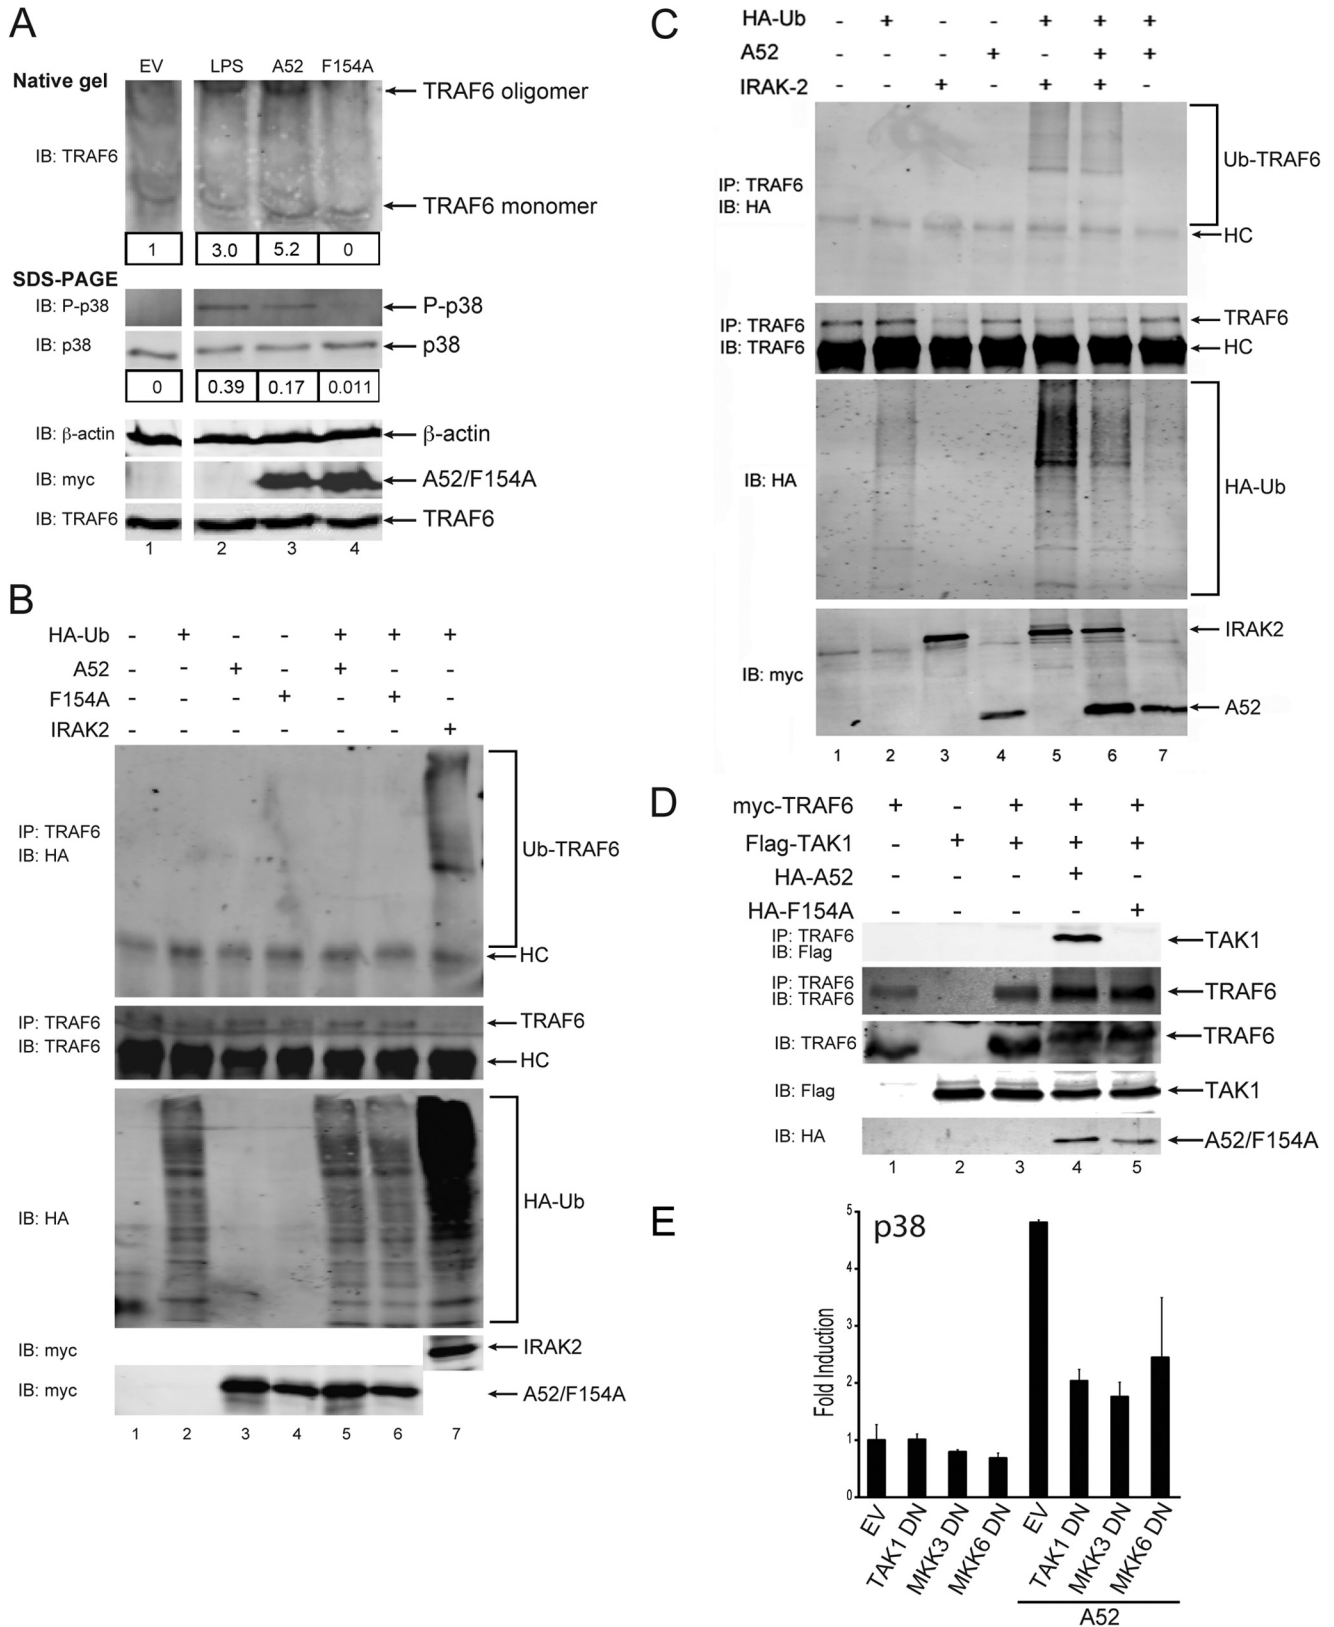 A
EV LPS A52 F154A
Native gel
TRAF6 oligomer
IB: TRAF6
TRAF6 monomer
1 3.0 5.2 0
SDS-PAGE
IB: P-p38 P-p38
IB: p38 p38
0 0.39 0.17 0.011
IB: β-actin β-actin
IB: myc A52/F154A
IB: TRAF6 TRAF6
1 2 3 4
B
HA-Ub - + - - + + +
A52 - - + - + - -
F154A - - - + - + -
IRAK2 - - - - - - +
IP: TRAF6
IB: HA
Ub-TRAF6
HC
IP: TRAF6
IB: TRAF6
TRAF6
HC
IB: HA
HA-Ub
IB: myc IRAK2
IB: myc A52/F154A
1 2 3 4 5 6 7
C
HA-Ub - + - - + + +
A52 - - - + - + +
IRAK-2 - - + - + + -
IP: TRAF6
IB: HA
Ub-TRAF6
HC
IP: TRAF6
IB: TRAF6
TRAF6
HC
IB: HA
HA-Ub
IB: myc
IRAK2
A52
1 2 3 4 5 6 7
D
myc-TRAF6 + - + + +
Flag-TAK1 - + + + +
HA-A52 - - - + -
HA-F154A - - - - +
IP: TRAF6
IB: Flag
TAK1
IP: TRAF6
IB: TRAF6
TRAF6
IB: TRAF6 TRAF6
IB: Flag TAK1
IB: HA A52/F154A
1 2 3 4 5
E
p38
Fold Induction
5
4
3
2
1
0
EV TAK1 DN MKK3 DN MKK6 DN EV TAK1 DN MKK3 DN MKK6 DN
A52